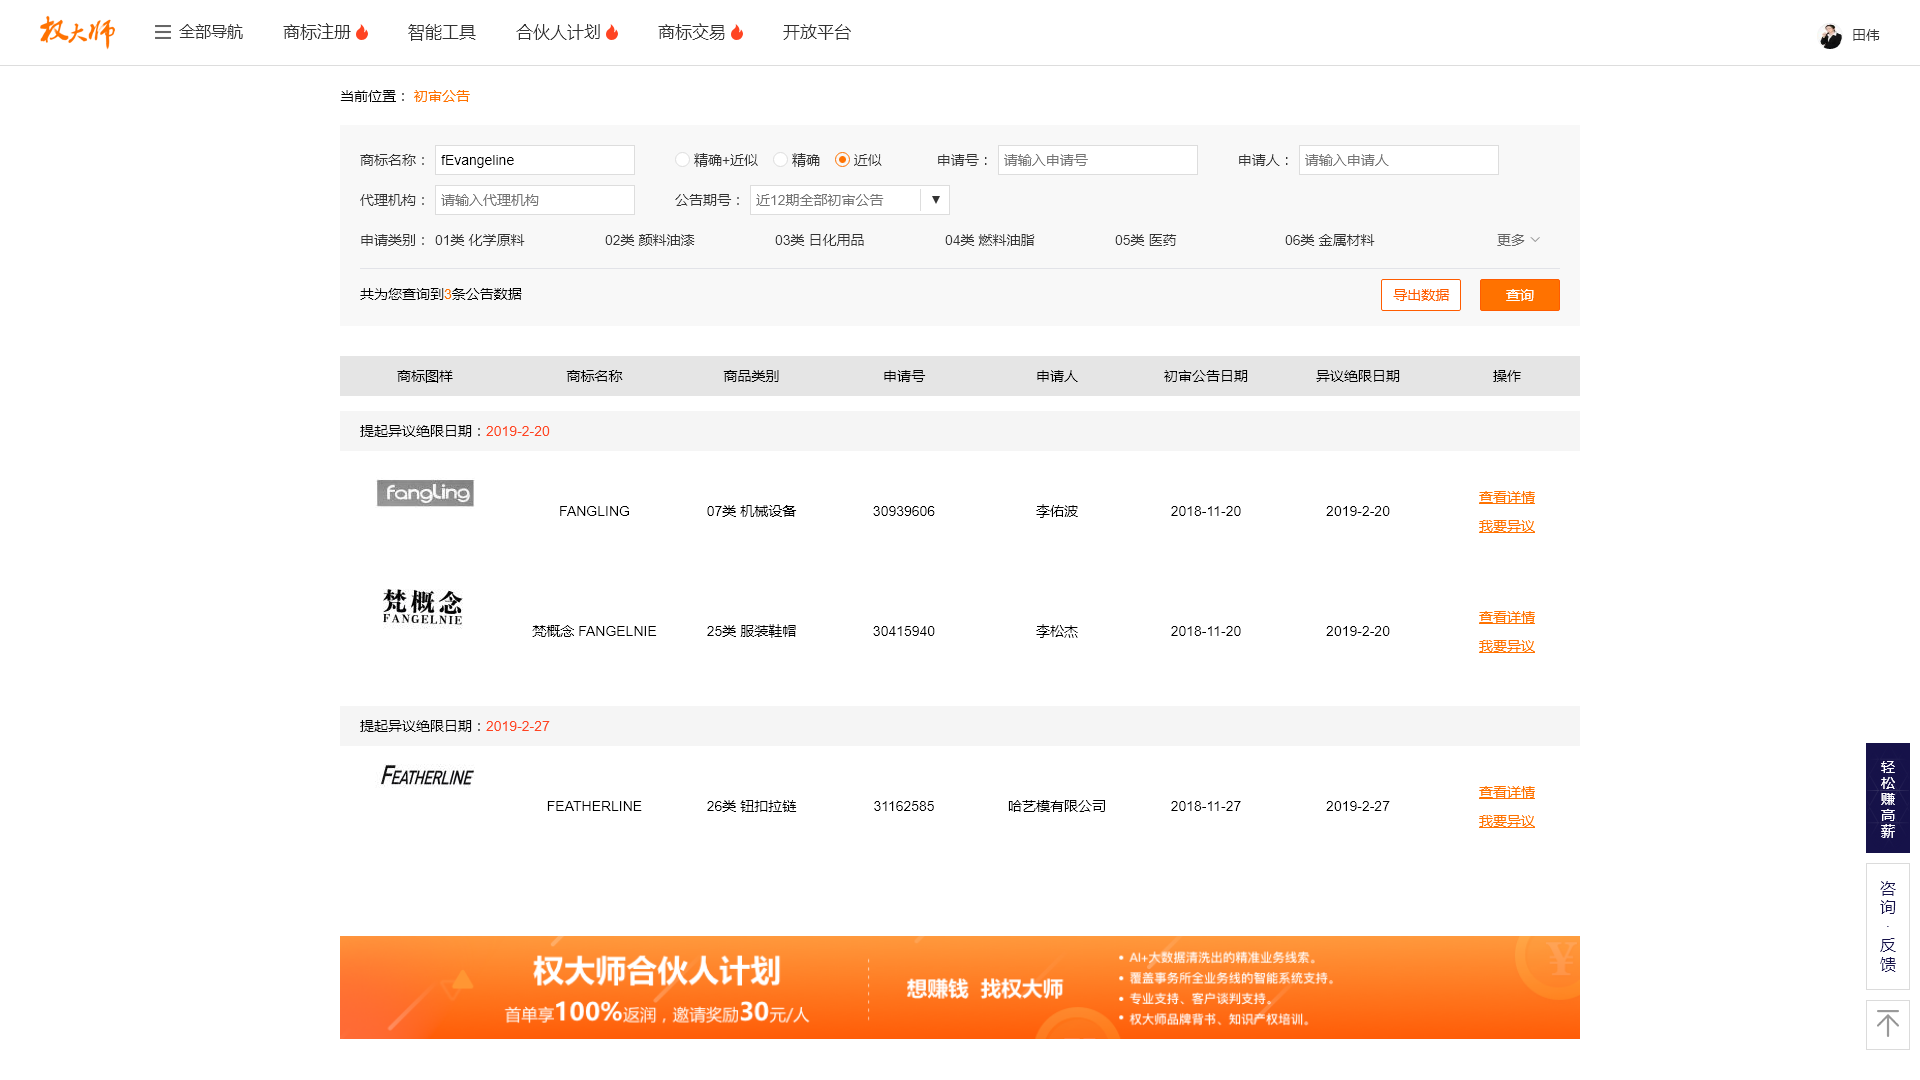 权大师 全部导航 商标注册 智能工具 合伙人计划 商标交易 开放平台 田伟
当前位置： 初审公告
商标名称： fEvangeline 精确+近似 精确 近似 申请号： 请输入申请号 申请人： 请输入申请人
代理机构： 请输入代理机构 公告期号： 近12期全部初审公告 ▼
申请类别： 01类 化学原料 02类 颜料油漆 03类 日化用品 04类 燃料油脂 05类 医药 06类 金属材料 更多
共为您查询到3条公告数据 导出数据 查询
商标图样 商标名称 商品类别 申请号 申请人 初审公告日期 异议绝限日期 操作
提起异议绝限日期：2019-2-20
fangling
FANGLING 07类 机械设备 30939606 李佑波 2018-11-20 2019-2-20 查看详情
我要异议
梵概念
FANGELNIE
梵概念 FANGELNIE 25类 服装鞋帽 30415940 李松杰 2018-11-20 2019-2-20 查看详情
我要异议
提起异议绝限日期：2019-2-27
FEATHERLINE
FEATHERLINE 26类 钮扣拉链 31162585 哈艺模有限公司 2018-11-27 2019-2-27 查看详情
我要异议
轻松赚高薪
咨询·反馈
权大师合伙人计划
首单享100%返润，邀请奖励30元/人
想赚钱 找权大师
• AI+大数据清洗出的精准业务线索。
• 覆盖事务所全业务线的智能系统支持。
• 专业支持、客户谈判支持。
• 权大师品牌背书、知识产权培训。